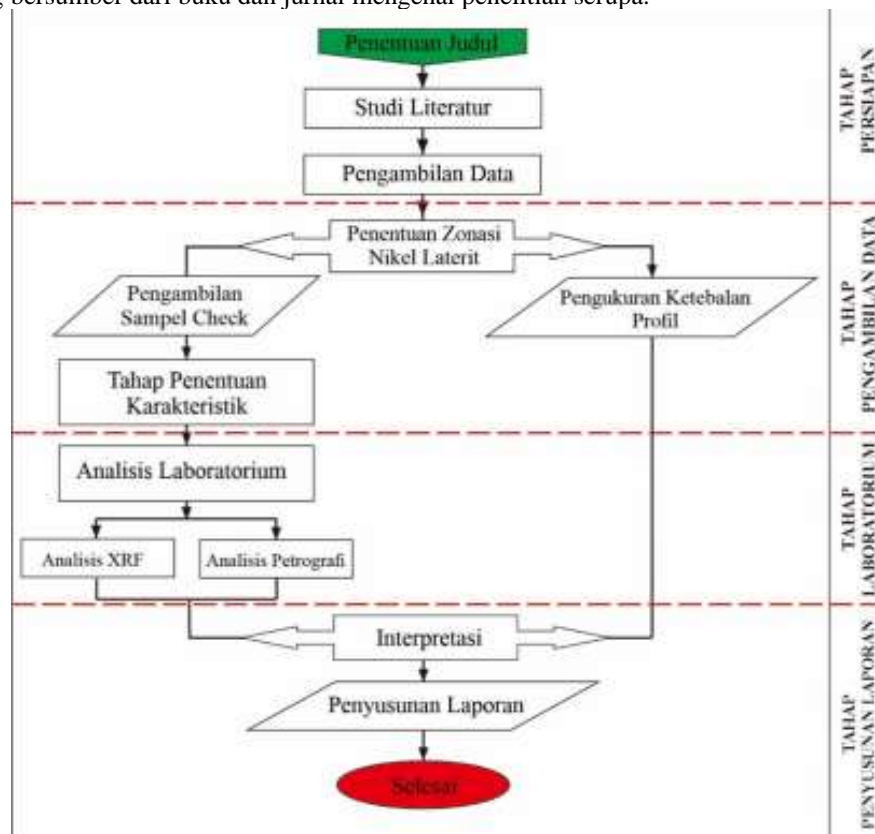 bersumber dari buku dan jurnal mengenai penelitian serupa.
Penentuan Judul
Studi Literatur
Pengambilan Data
TAHAP
PERSIAPAN
Penentuan Zonasi
Nikel Laterit
Pengambilan
Sampel Check
Pengukuran Ketebalan
Profil
Tahap Penentuan
Karakteristik
TAHAP
PENGAMBILAN DATA
Analisis Laboratorium
Analisis XRF
Analisis Petrografi
TAHAP
LABORATORIUM
Interpretasi
Penyusunan Laporan
Selesai
TAHAP
PENYUSUNAN LAPORAN